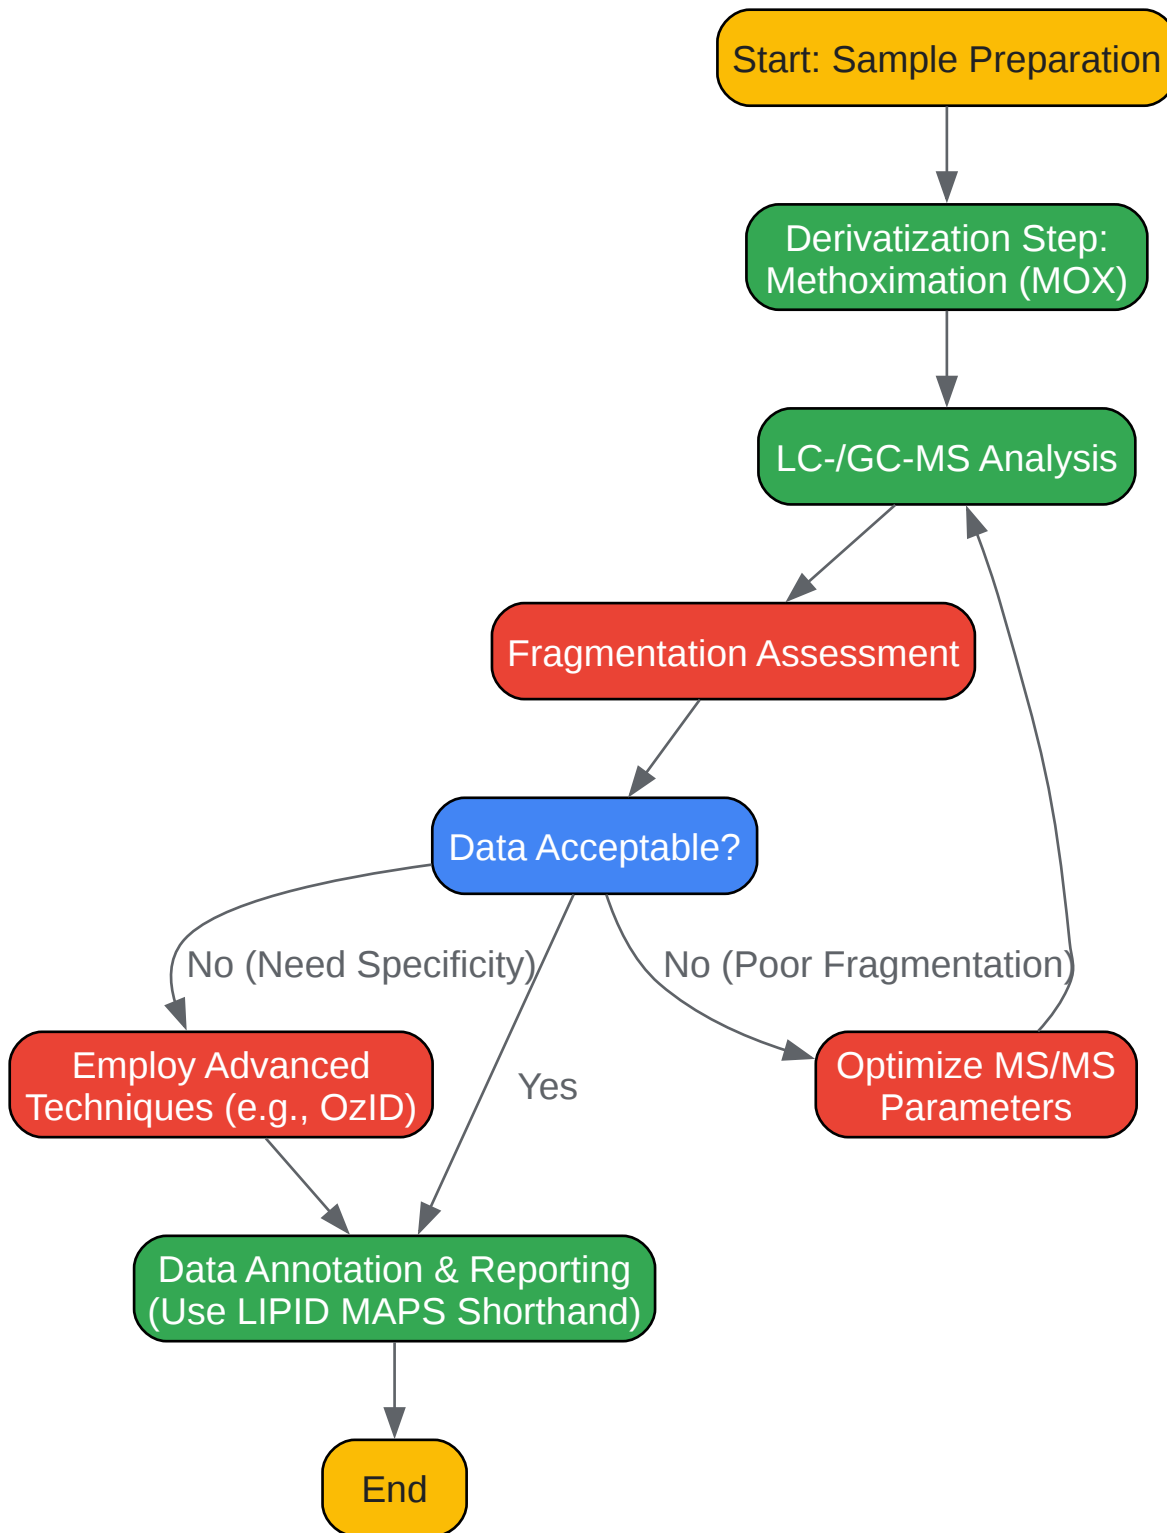 Start: Sample Preparation
Derivatization Step:
Methoximation (MOX)
LC-/GC-MS Analysis
Fragmentation Assessment
Data Acceptable?
No (Need Specificity)
No (Poor Fragmentation)
Employ Advanced
Techniques (e.g., OzID)
Yes
Optimize MS/MS
Parameters
Data Annotation & Reporting
(Use LIPID MAPS Shorthand)
End